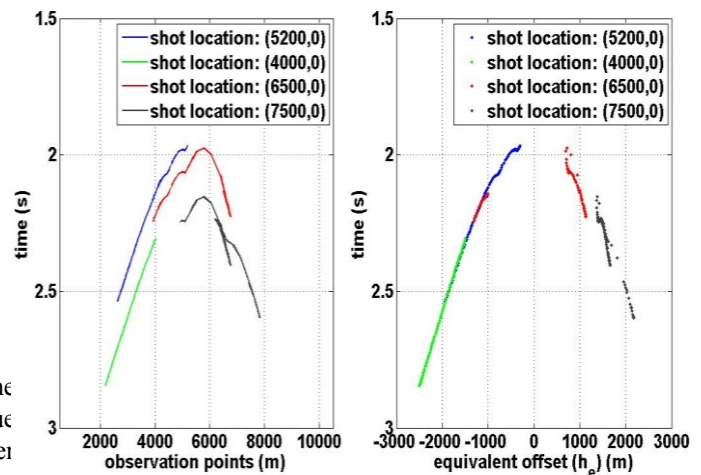 1.5
2
2.5
3
time (s)
shot location: (5200,0)
shot location: (4000,0)
shot location: (6500,0)
shot location: (7500,0)
2000 4000 6000 8000 10000
observation points (m)
1.5
2
2.5
3
time (s)
shot location: (5200,0)
shot location: (4000,0)
shot location: (6500,0)
shot location: (7500,0)
-3000 -2000 -1000 0 1000 2000 3000
equivalent offset (he) (m)